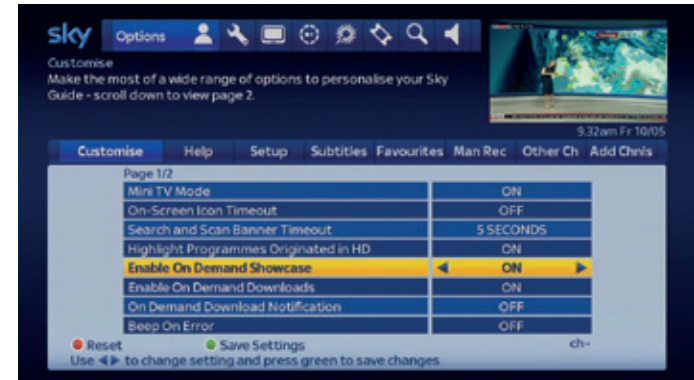 sky Options
Customise
Make the most of a wide range of options to personalise your Sky
Guide - scroll down to view page 2.
9.32am Fr 10/05
Customise Help Setup Subtitles Favourites Man Rec Other Ch Add Chnls
Page 1/2
Mini TV Mode ON
On-Screen Icon Timeout OFF
Search and Scan Banner Timeout 5 SECONDS
Highlight Programmes Originated in HD ON
Enable On Demand Showcase ON
Enable On Demand Downloads ON
On Demand Download Notification OFF
Beep On Error OFF
Reset Save Settings ch-
Use ◀ ▶ to change setting and press green to save changes